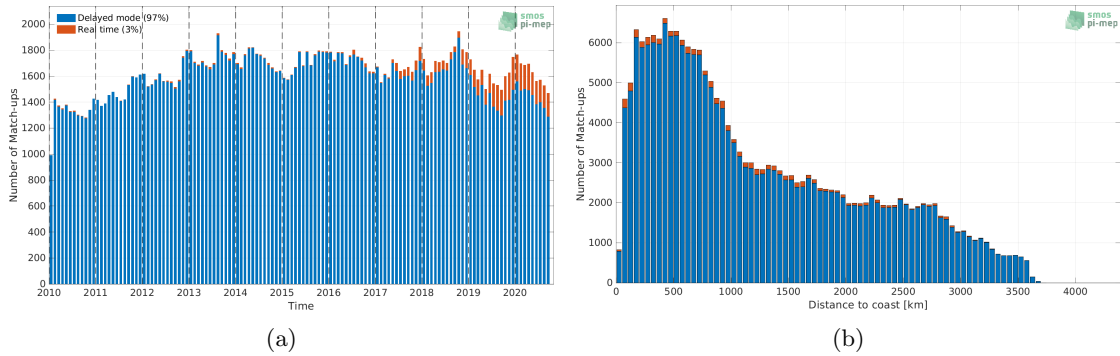 Delayed mode (97%)
Real time (3%)
smos
pi-mep
2000
1800
1600
1400
1200
1000
800
600
400
200
0
Number of Match-ups
2010 2011 2012 2013 2014 2015 2016 2017 2018 2019 2020
Time
(a)
smos
pi-mep
6000
5000
4000
3000
2000
1000
0
Number of Match-ups
0 500 1000 1500 2000 2500 3000 3500 4000
Distance to coast [km]
(b)